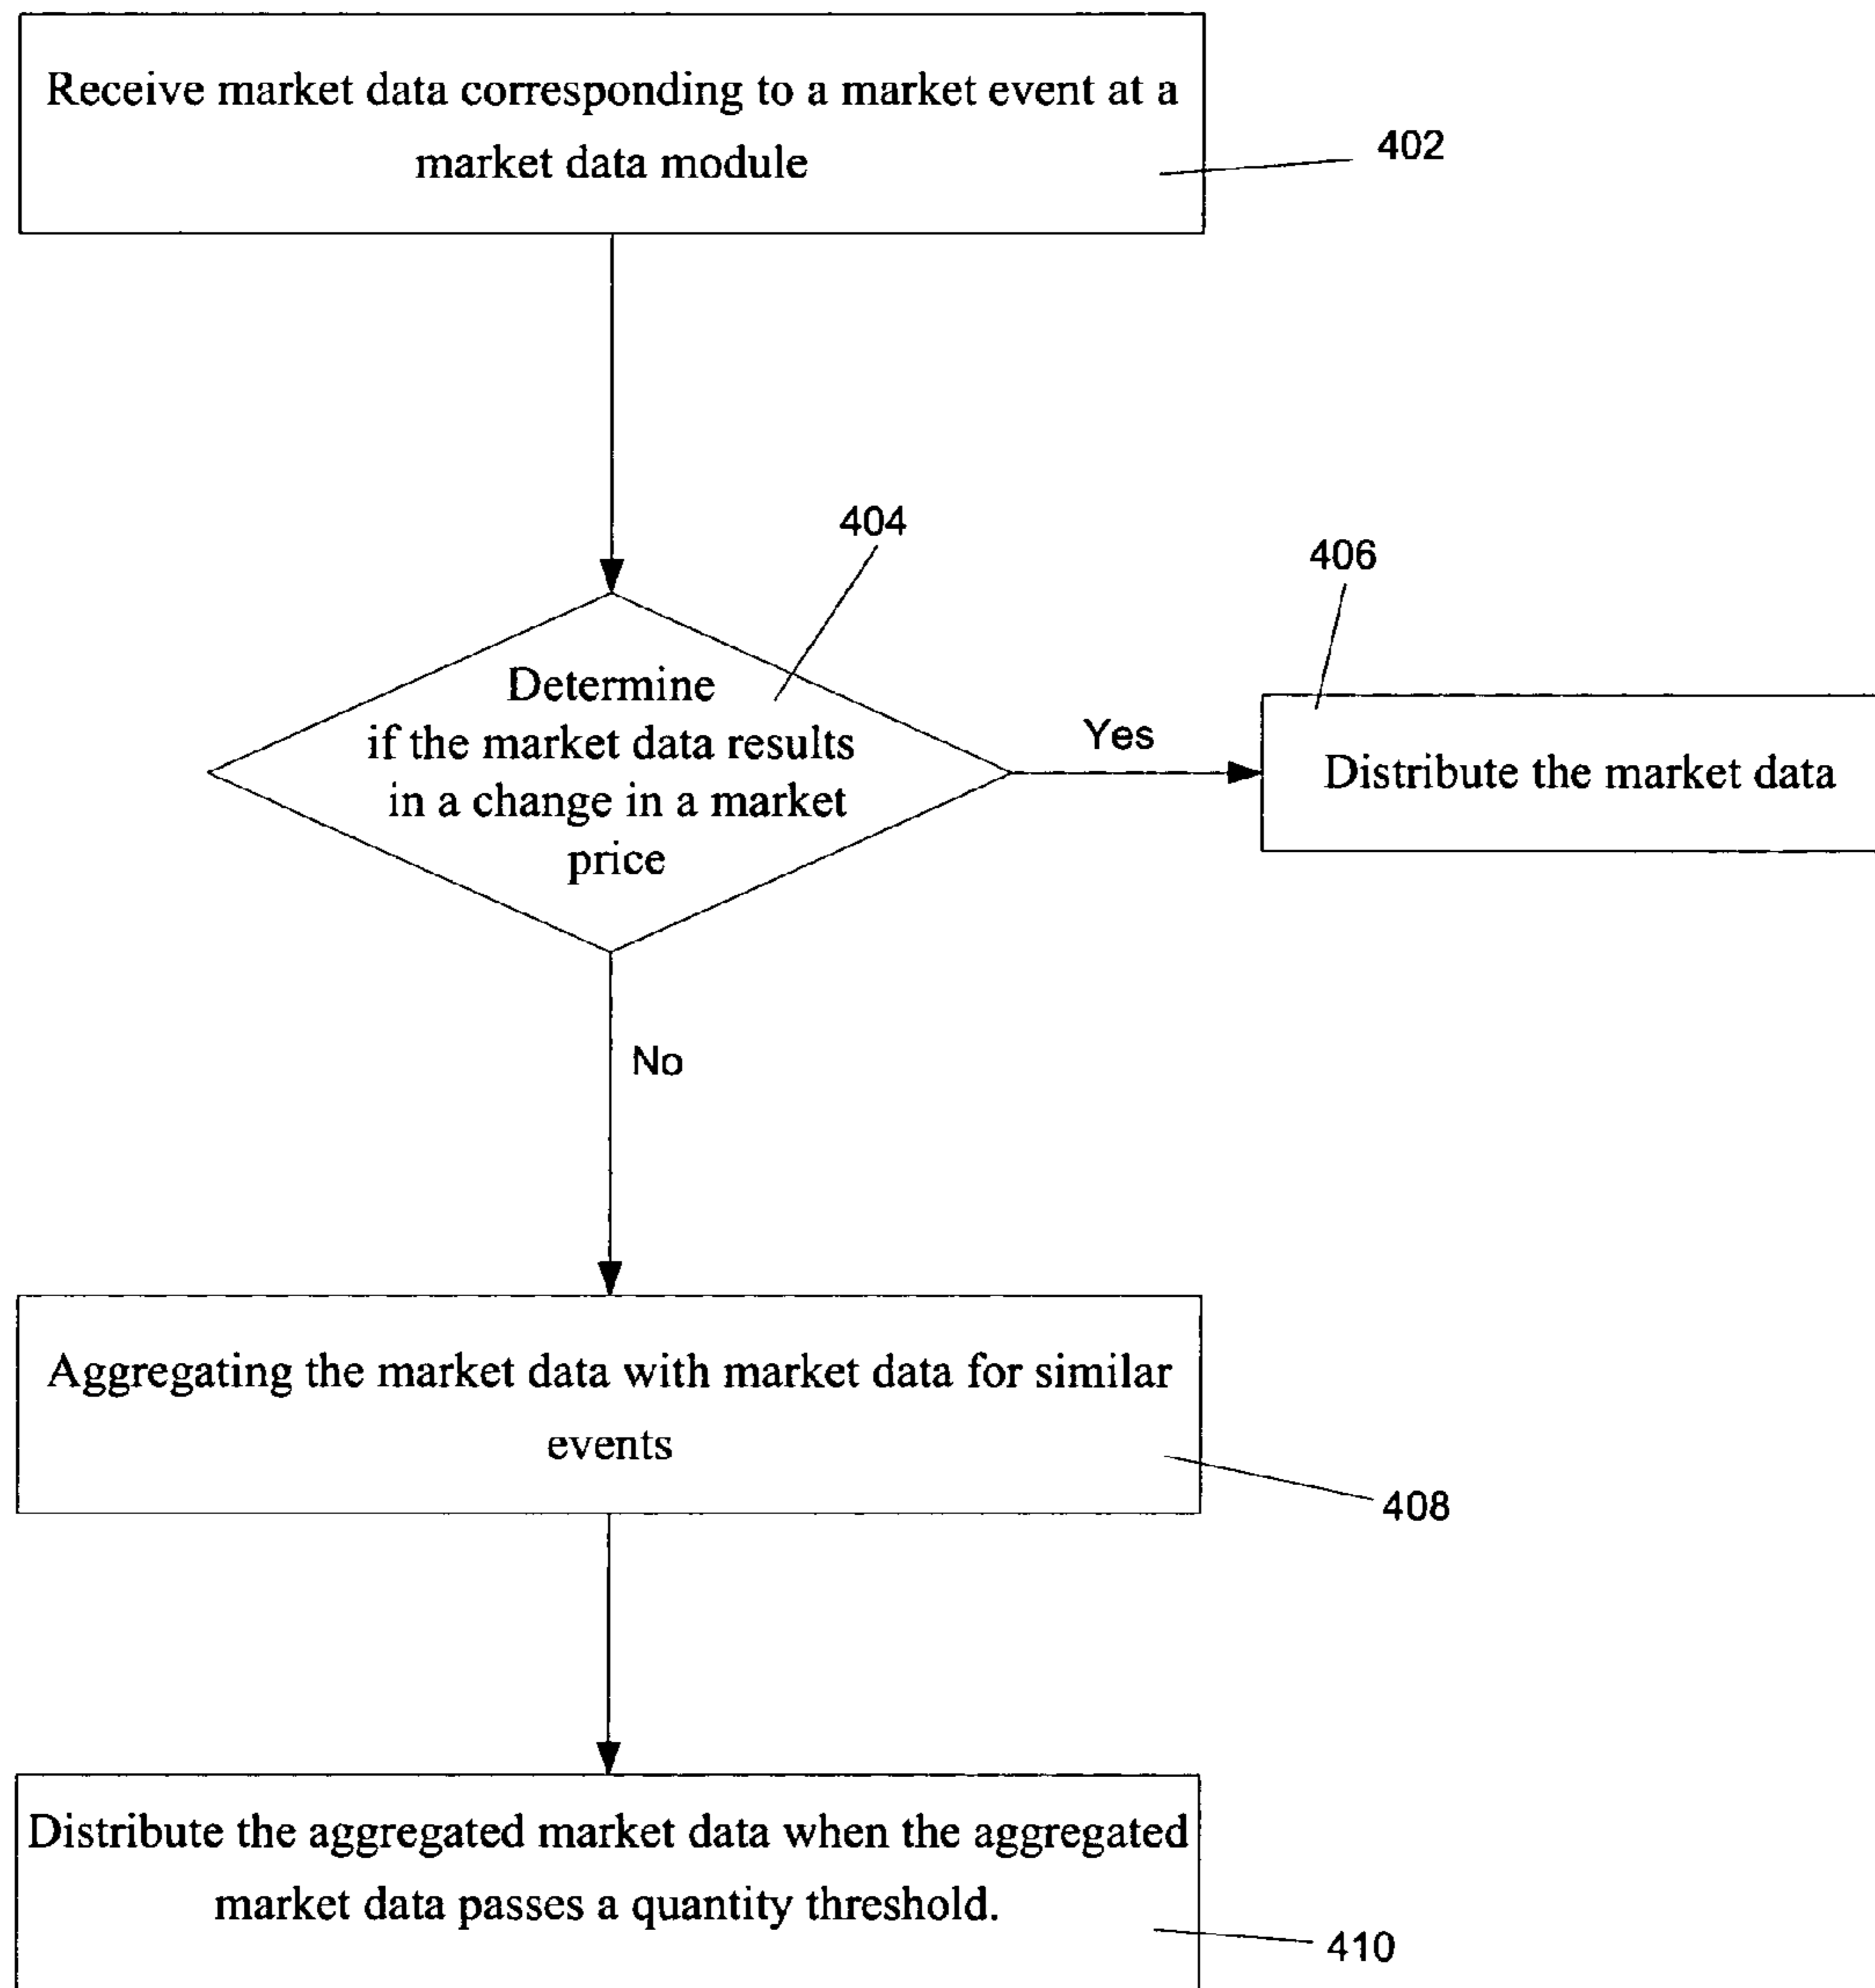 Receive market data corresponding to a market event at a
market data module
402
404
406
Determine
if the market data results
in a change in a market
price
Yes
Distribute the market data
No
Aggregating the market data with market data for similar
events
408
Distribute the aggregated market data when the aggregated
market data passes a quantity threshold.
410